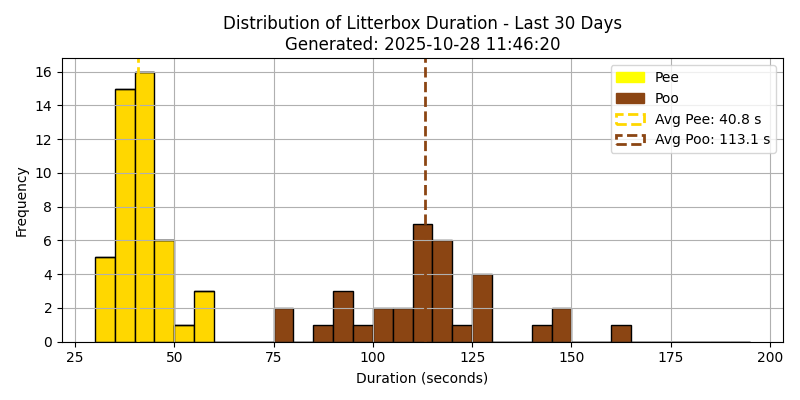 Distribution of Litterbox Duration - Last 30 Days
Generated: 2025-10-28 11:46:20
Pee
Poo
Avg Pee: 40.8 s
Avg Poo: 113.1 s
Frequency
16
14
12
10
8
6
4
2
0
25 50 75 100 125 150 175 200
Duration (seconds)